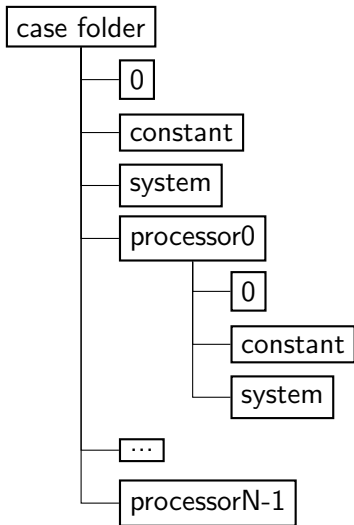 case folder
0
constant
system
processor0
0
constant
system
...
processorN-1